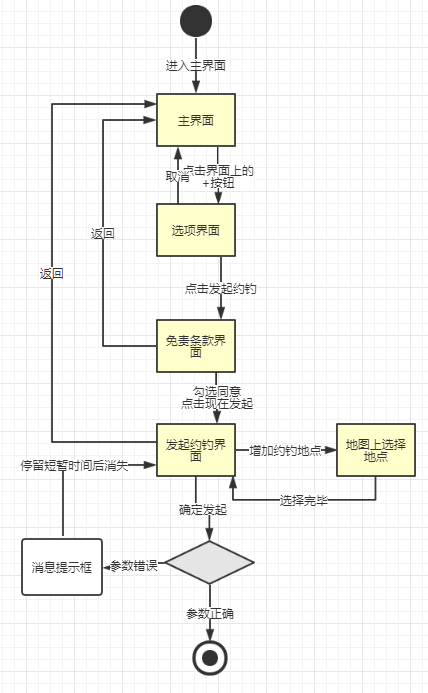 进入主界面
主界面
点击界面上的
+按钮
取消
选项界面
返回
点击发起约钓
返回
免责条款界
面
勾选同意
点击现在发起
发起约钓界
面
增加约钓地点
地图上选择
地点
停留短暂时间后消失
选择完毕
确定发起
消息提示框
参数错误
参数正确